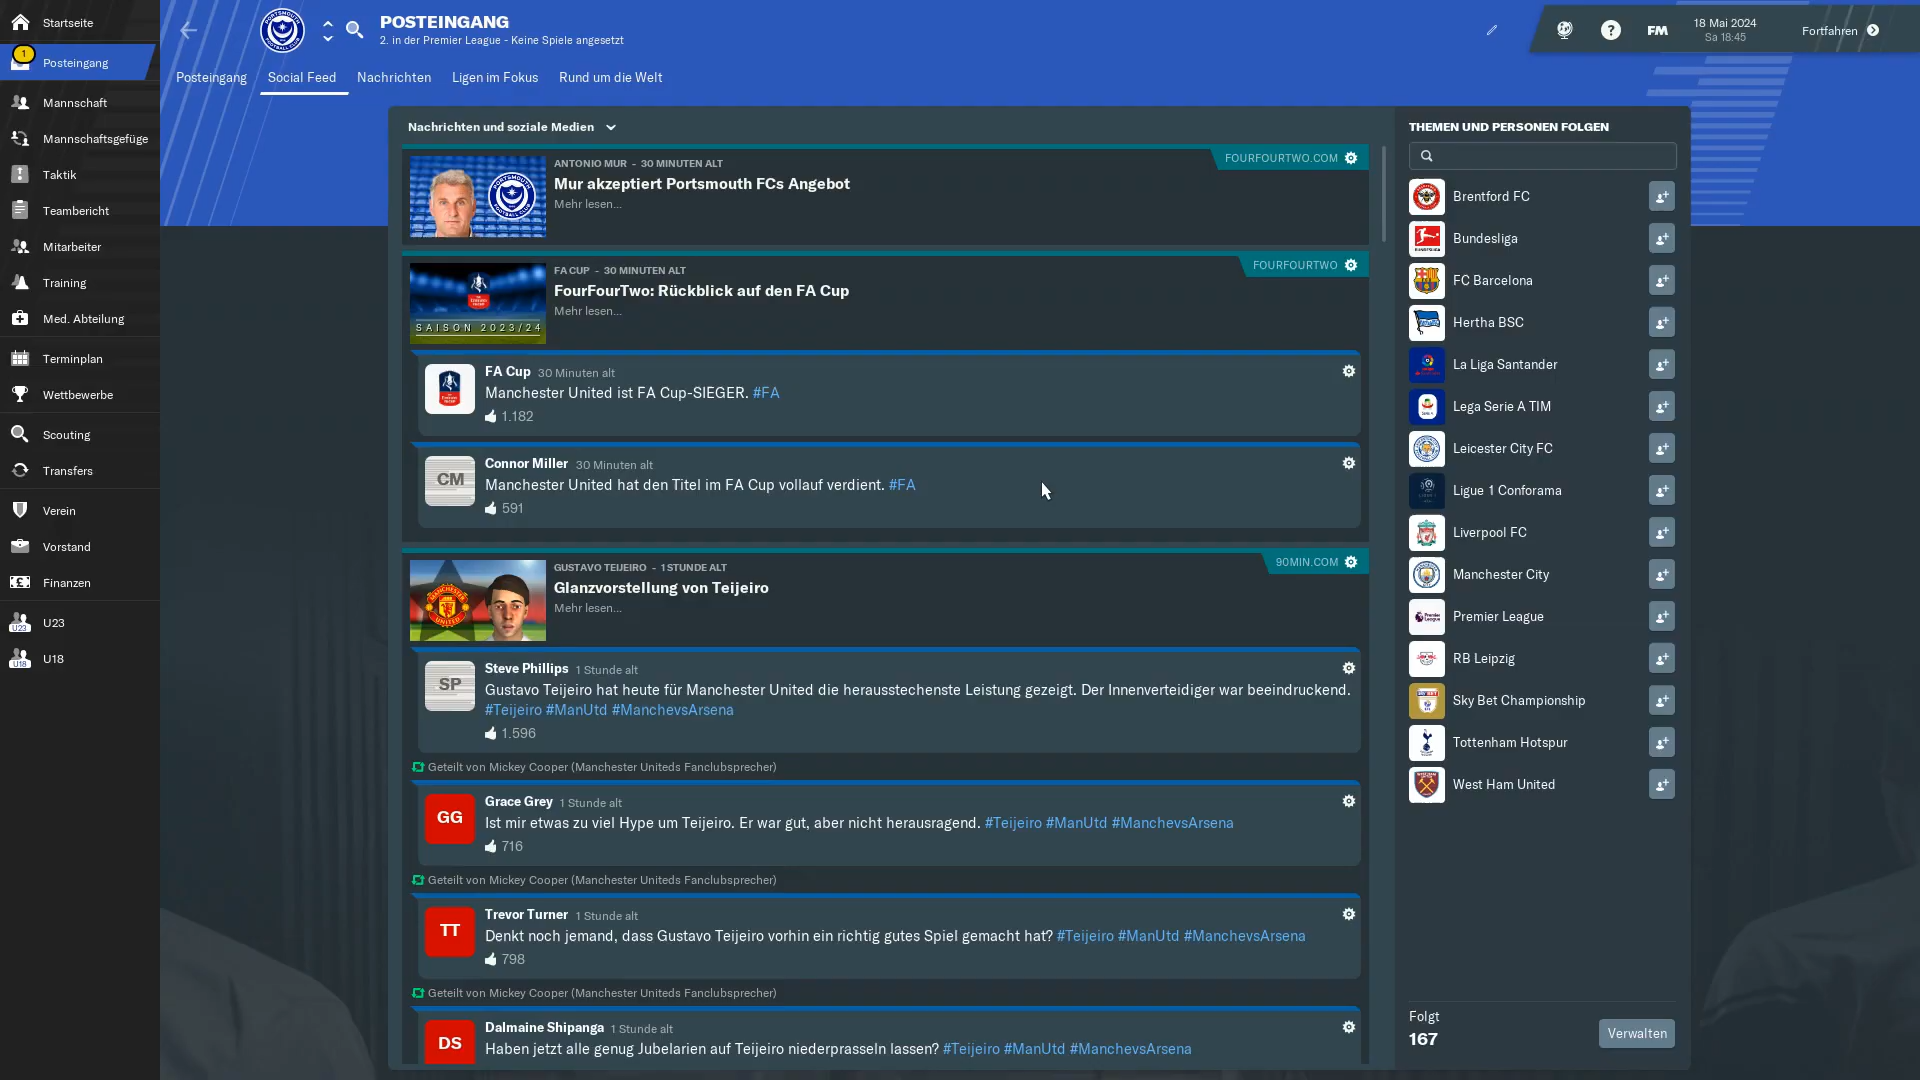 Startseite
1
Posteingang
Mannschaft
Mannschaftsgefüge
Taktik
Teambericht
Mitarbeiter
Training
Med. Abteilung
Terminplan
Wettbewerbe
Scouting
Transfers
Verein
Vorstand
Finanzen
U23
U23
U18
U18
POSTEINGANG
2. in der Premier League - Keine Spiele angesetzt
?
FM
18 Mai 2024
Sa 18:45
Fortfahren
Posteingang
Social Feed
Nachrichten
Ligen im Fokus
Rund um die Welt
Nachrichten und soziale Medien
ANTONIO MUR - 30 MINUTEN ALT
FOURFOURTWO.COM
Mur akzeptiert Portsmouth FCs Angebot
Mehr lesen...
FA CUP - 30 MINUTEN ALT
FOURFOURTWO
FourFourTwo: Rückblick auf den FA Cup
Mehr lesen...
SAISON 2023/24
FA Cup 30 Minuten alt
Manchester United ist FA Cup-SIEGER. #FA
1.182
CM
Connor Miller 30 Minuten alt
Manchester United hat den Titel im FA Cup vollauf verdient. #FA
591
GUSTAVO TEIJEIRO - 1 STUNDE ALT
90MIN.COM
Glanzvorstellung von Teijeiro
Mehr lesen...
SP
Steve Phillips 1 Stunde alt
Gustavo Teijeiro hat heute für Manchester United die herausstechenste Leistung gezeigt. Der Innenverteidiger war beeindruckend.
#Teijeiro #ManUtd #ManchevsArsena
1.596
Geteilt von Mickey Cooper (Manchester Uniteds Fanclubsprecher)
GG
Grace Grey 1 Stunde alt
Ist mir etwas zu viel Hype um Teijeiro. Er war gut, aber nicht herausragend. #Teijeiro #ManUtd #ManchevsArsena
716
Geteilt von Mickey Cooper (Manchester Uniteds Fanclubsprecher)
TT
Trevor Turner 1 Stunde alt
Denkt noch jemand, dass Gustavo Teijeiro vorhin ein richtig gutes Spiel gemacht hat? #Teijeiro #ManUtd #ManchevsArsena
798
Geteilt von Mickey Cooper (Manchester Uniteds Fanclubsprecher)
DS
Dalmaine Shipanga 1 Stunde alt
Haben jetzt alle genug Jubelarien auf Teijeiro niederprasseln lassen? #Teijeiro #ManUtd #ManchevsArsena
THEMEN UND PERSONEN FOLGEN
Brentford FC
Bundesliga
FC Barcelona
Hertha BSC
La Liga Santander
Lega Serie A TIM
Leicester City FC
Ligue 1 Conforama
Liverpool FC
Manchester City
Premier League
RB Leipzig
Sky Bet Championship
Tottenham Hotspur
West Ham United
Folgt
167
Verwalten